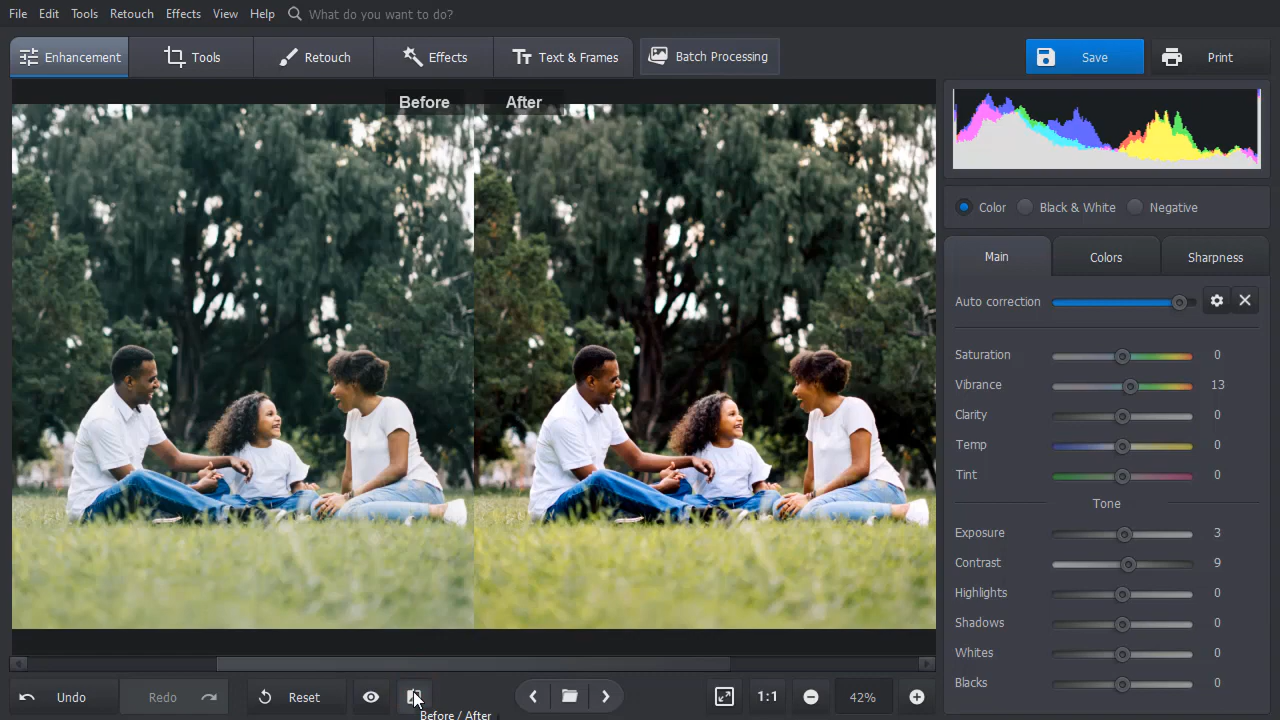 File Edit Tools Retouch Effects View Help What do you want to do?
Enhancement Tools Retouch Effects Text & Frames Batch Processing Save Print
Before After
Color Black & White Negative
Main Colors Sharpness
Auto correction
Saturation 0
Vibrance 13
Clarity 0
Temp 0
Tint 0
Tone
Exposure 3
Contrast 9
Highlights 0
Shadows 0
Whites 0
Blacks 0
Undo Redo Reset 1:1 42%
Before / After